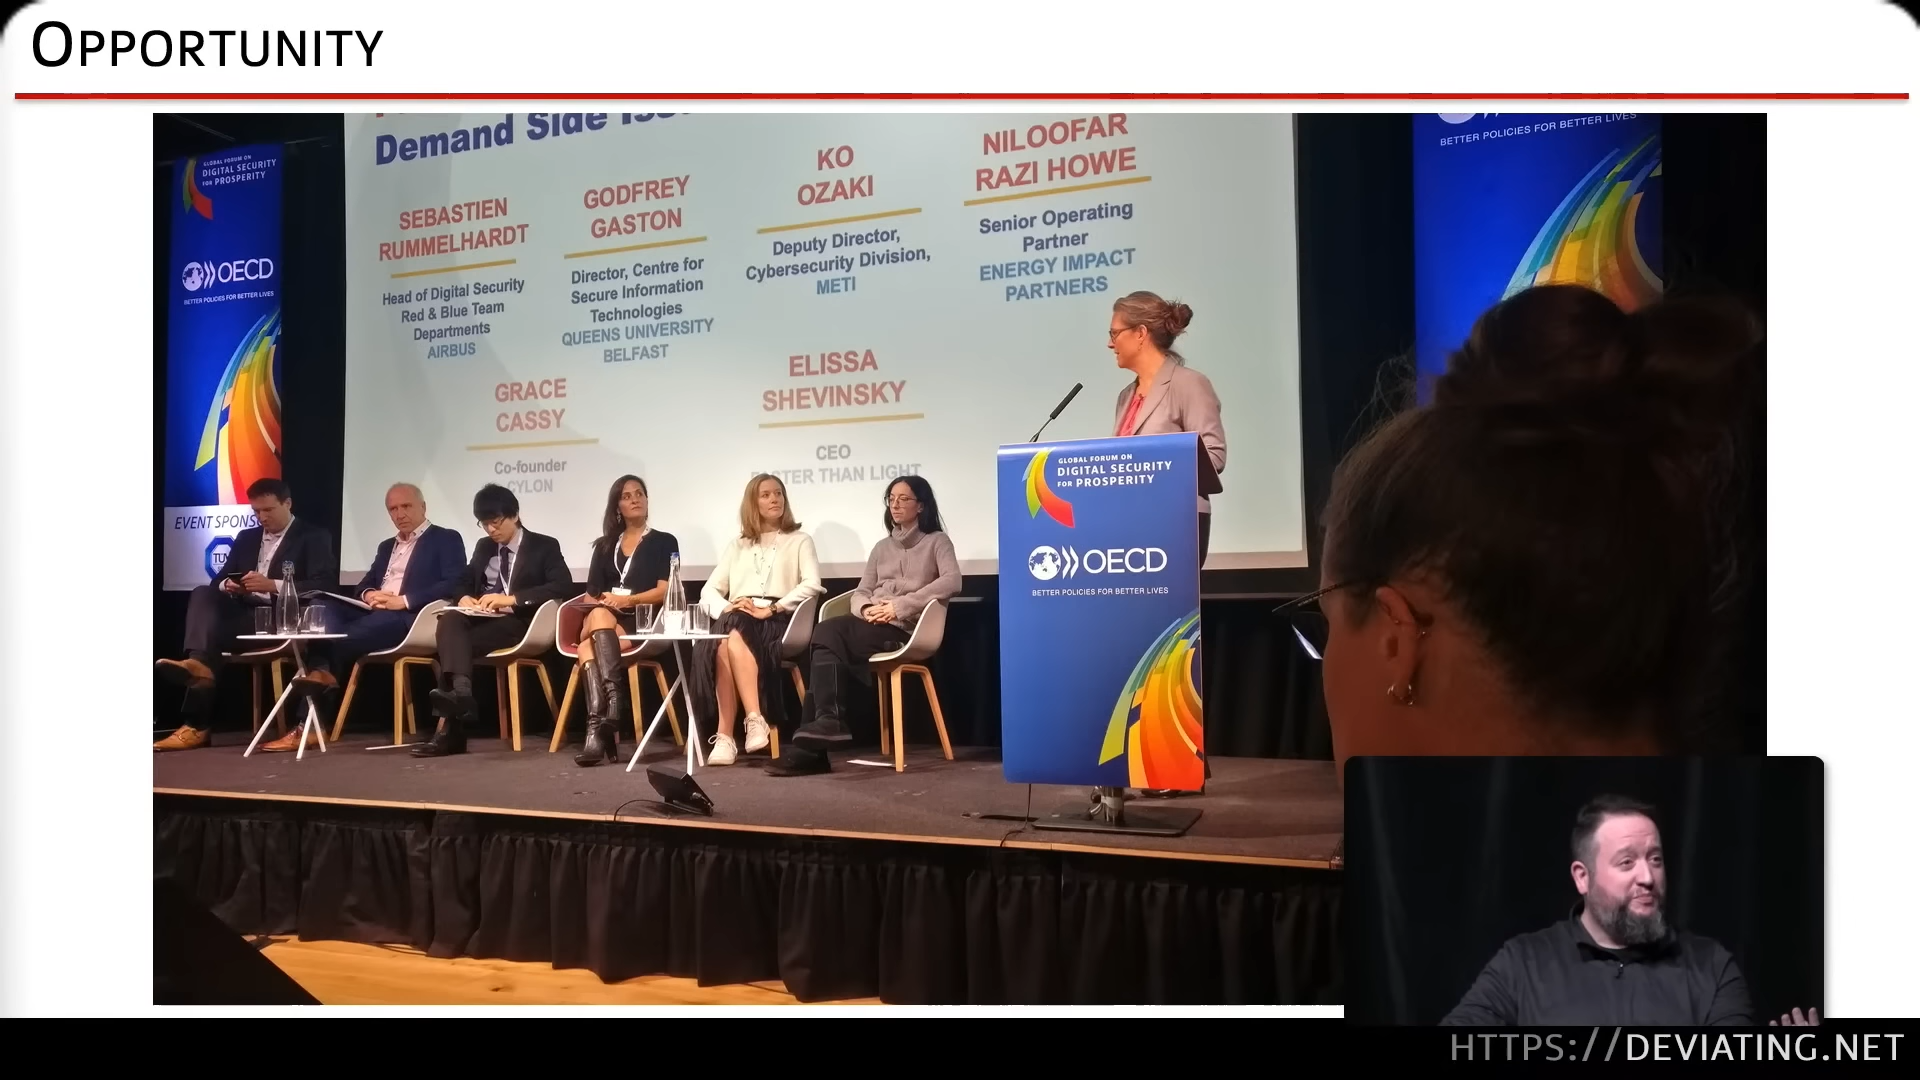 OPPORTUNITY
Demand Side
SEBASTIEN
RUMMELHARDT
Head of Digital Security
Red & Blue Team
Departments
AIRBUS
GODFREY
GASTON
Director, Centre for
Secure Information
Technologies
QUEENS UNIVERSITY
BELFAST
KO
OZAKI
Deputy Director,
Cybersecurity Division,
METI
NILOOFAR
RAZI HOWE
Senior Operating
Partner
ENERGY IMPACT
PARTNERS
GRACE
CASSY
Co-founder
CYLON
ELISSA
SHEVINSKY
CEO
FASTER THAN LIGHT
GLOBAL FORUM ON
DIGITAL SECURITY
FOR PROSPERITY
OECD
BETTER POLICIES FOR BETTER LIVES
EVENT SPONS
BETTER POLICIES FOR BETTER LIVES
GLOBAL FORUM ON
DIGITAL SECURITY
FOR PROSPERITY
OECD
BETTER POLICIES FOR BETTER LIVES
HTTPS://DEVIATING.NET